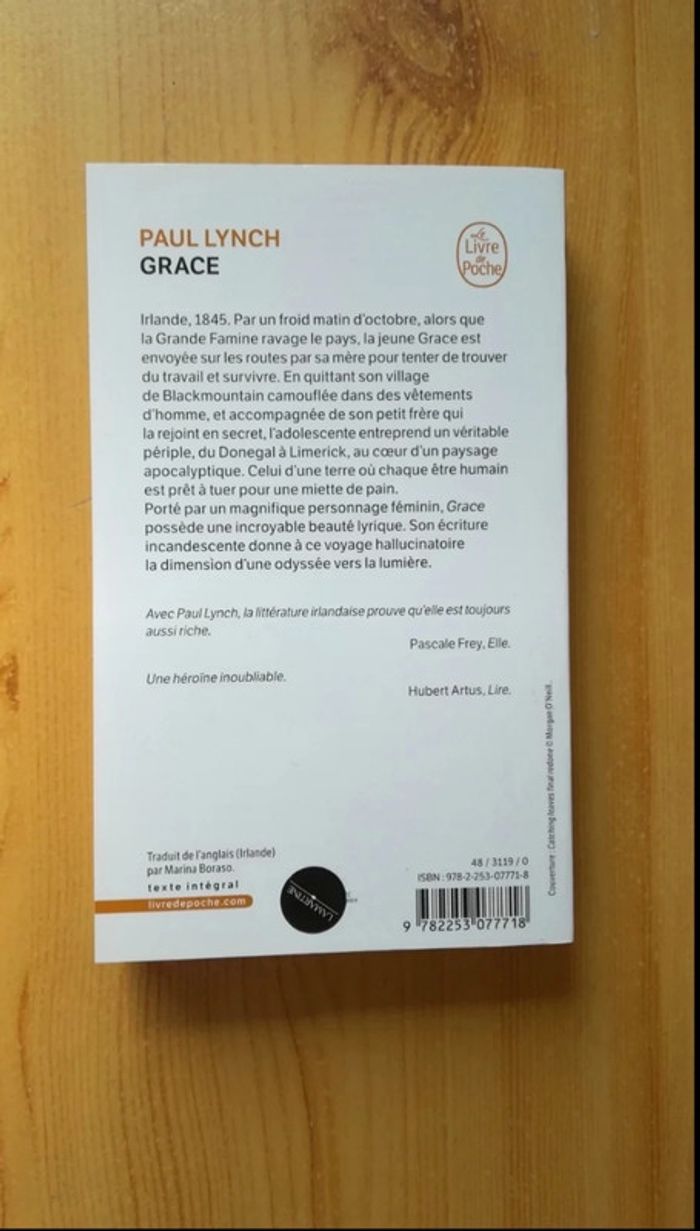 PAUL LYNCH
GRACE
Le
Livre
de
Poche
Irlande, 1845. Par un froid matin d'octobre, alors que
la Grande Famine ravage le pays, la jeune Grace est
envoyée sur les routes par sa mère pour tenter de trouver
du travail et survivre. En quittant son village
de Blackmountain camouflée dans des vêtements
d'homme, et accompagnée de son petit frère qui
la rejoint en secret, l'adolescente entreprend un véritable
périple, du Donegal à Limerick, au cœur d'un paysage
apocalyptique. Celui d'une terre où chaque être humain
est prêt à tuer pour une miette de pain.
Porté par un magnifique personnage féminin, Grace
possède une incroyable beauté lyrique. Son écriture
incandescente donne à ce voyage hallucinatoire
la dimension d'une odyssée vers la lumière.
Avec Paul Lynch, la littérature irlandaise prouve qu'elle est toujours
aussi riche.
Pascale Frey, Elle.
Une héroïne inoubliable.
Hubert Artus, Lire.
Couverture : Catching leaves final redone © Morgan O'Neill.
Traduit de l'anglais (Irlande)
par Marina Boraso.
texte intégral
livredepoche.com
LAMARTINE
48 / 3119 / 0
ISBN : 978-2-253-07771-8
9 782253 077718